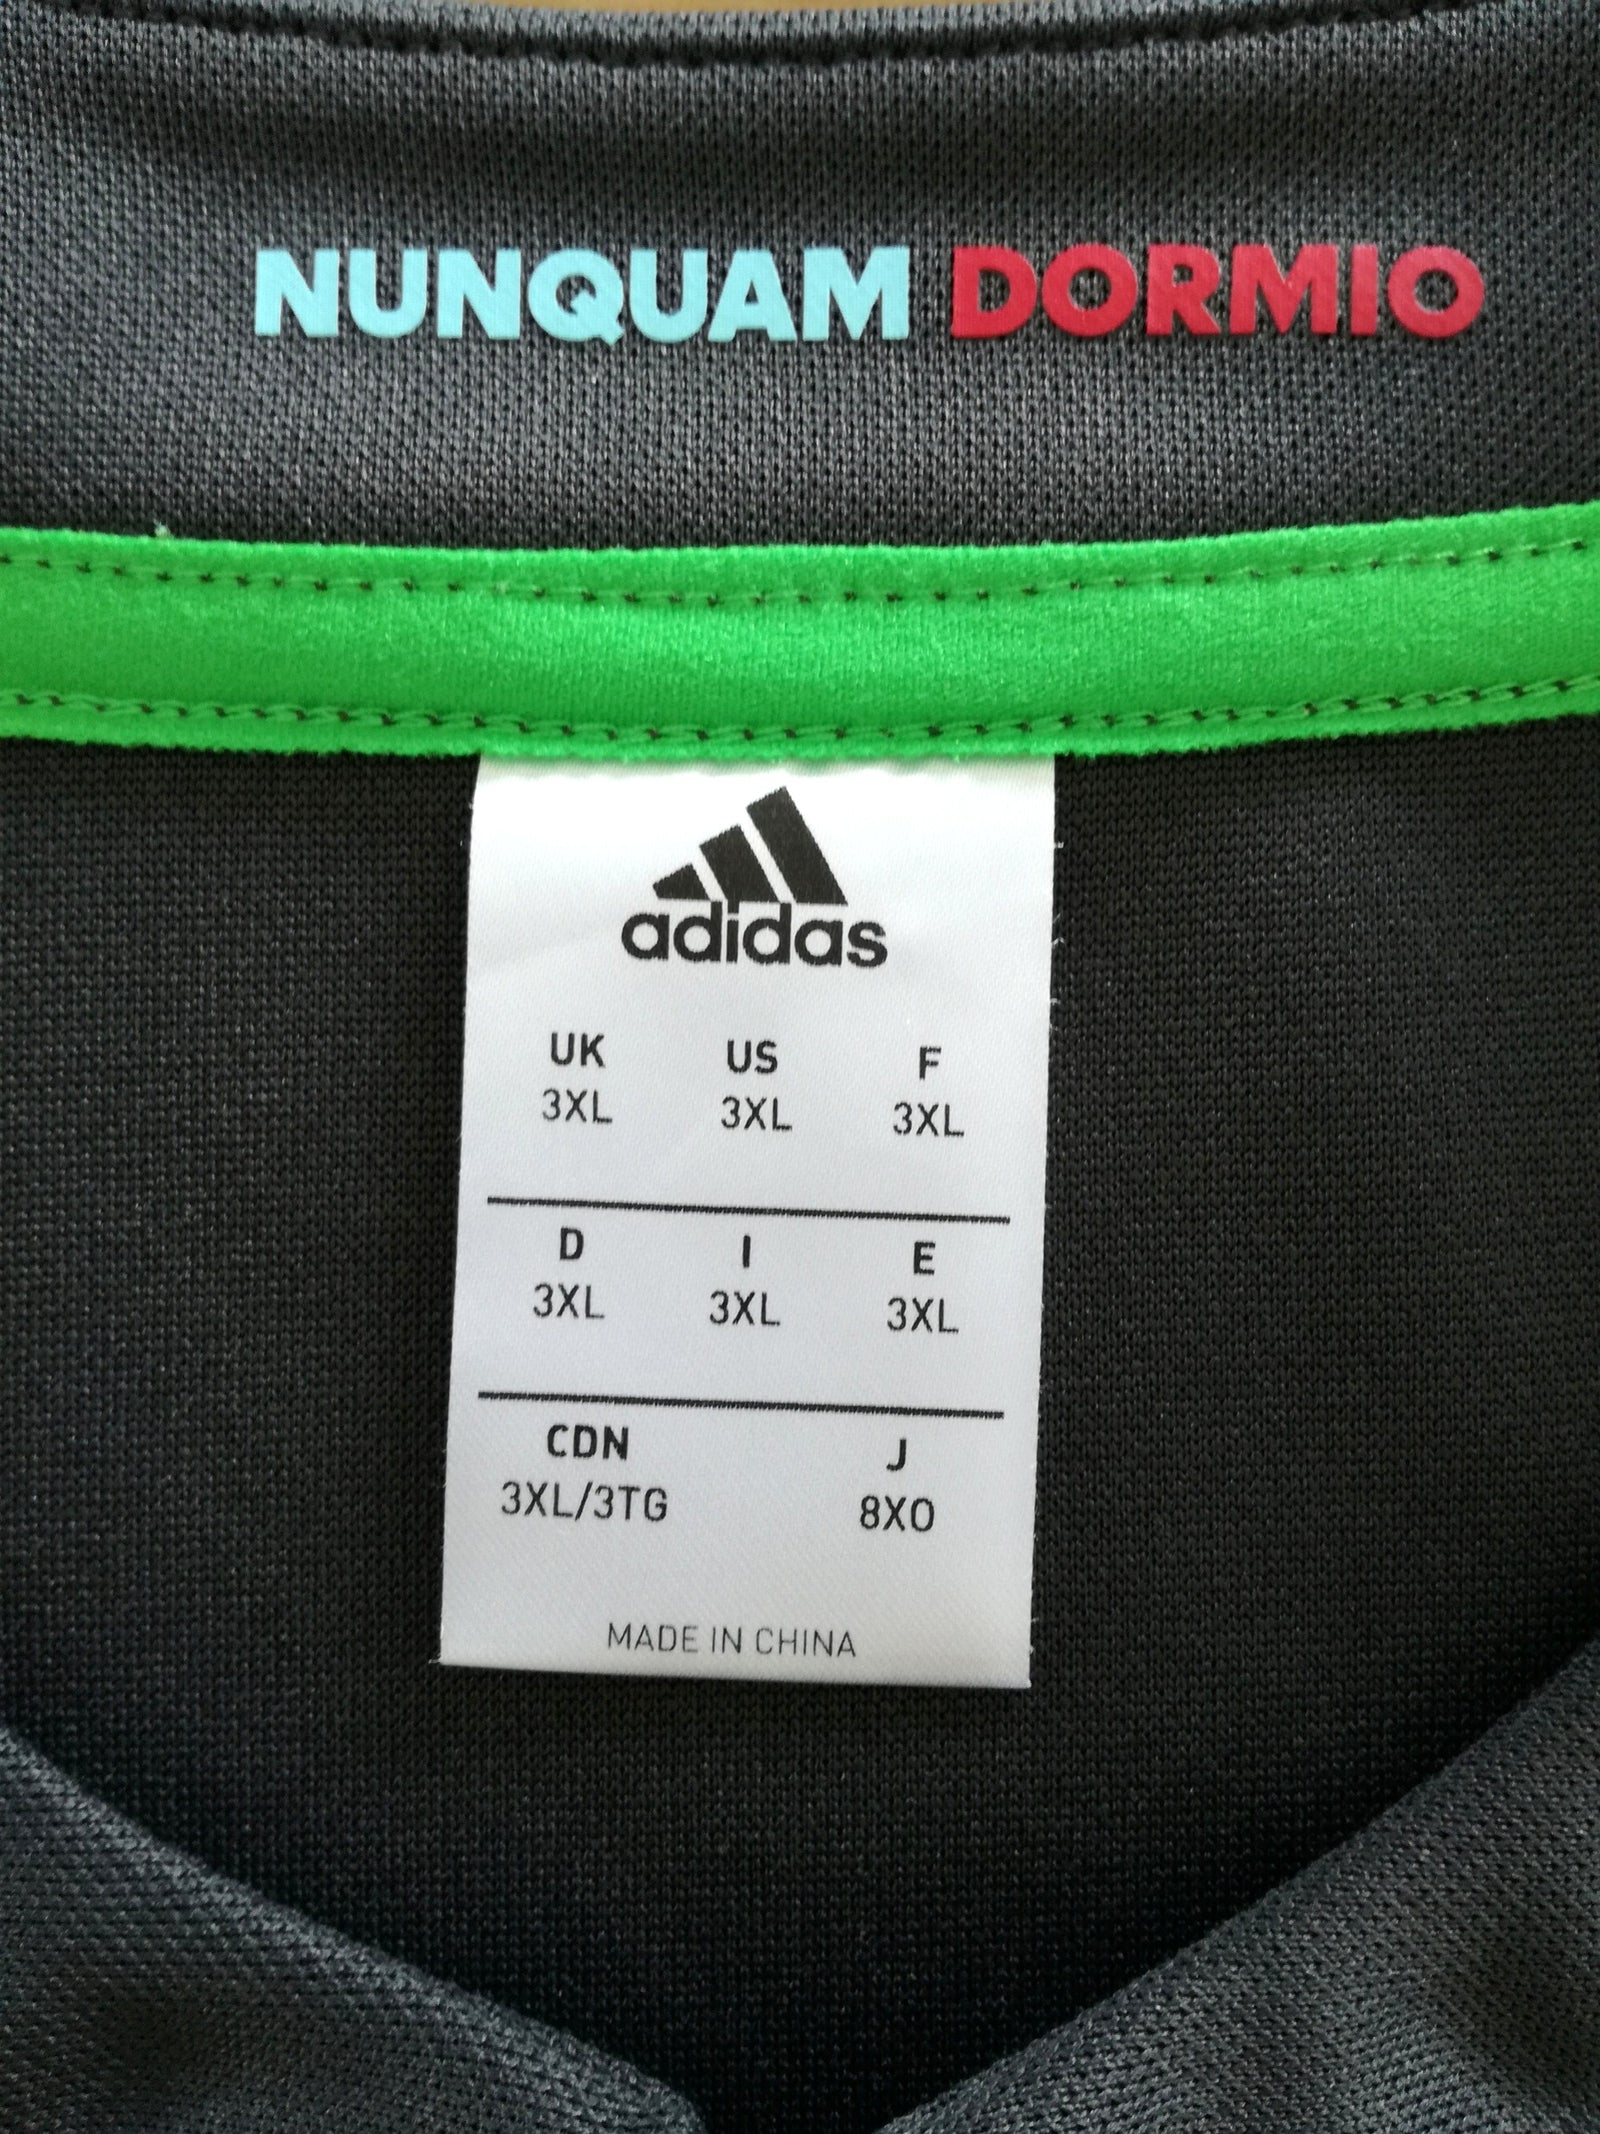 NUNQUAM DORMIO
adidas
UK US F
3XL 3XL 3XL
D I E
3XL 3XL 3XL
CDN J
3XL/3TG 8XO
MADE IN CHINA